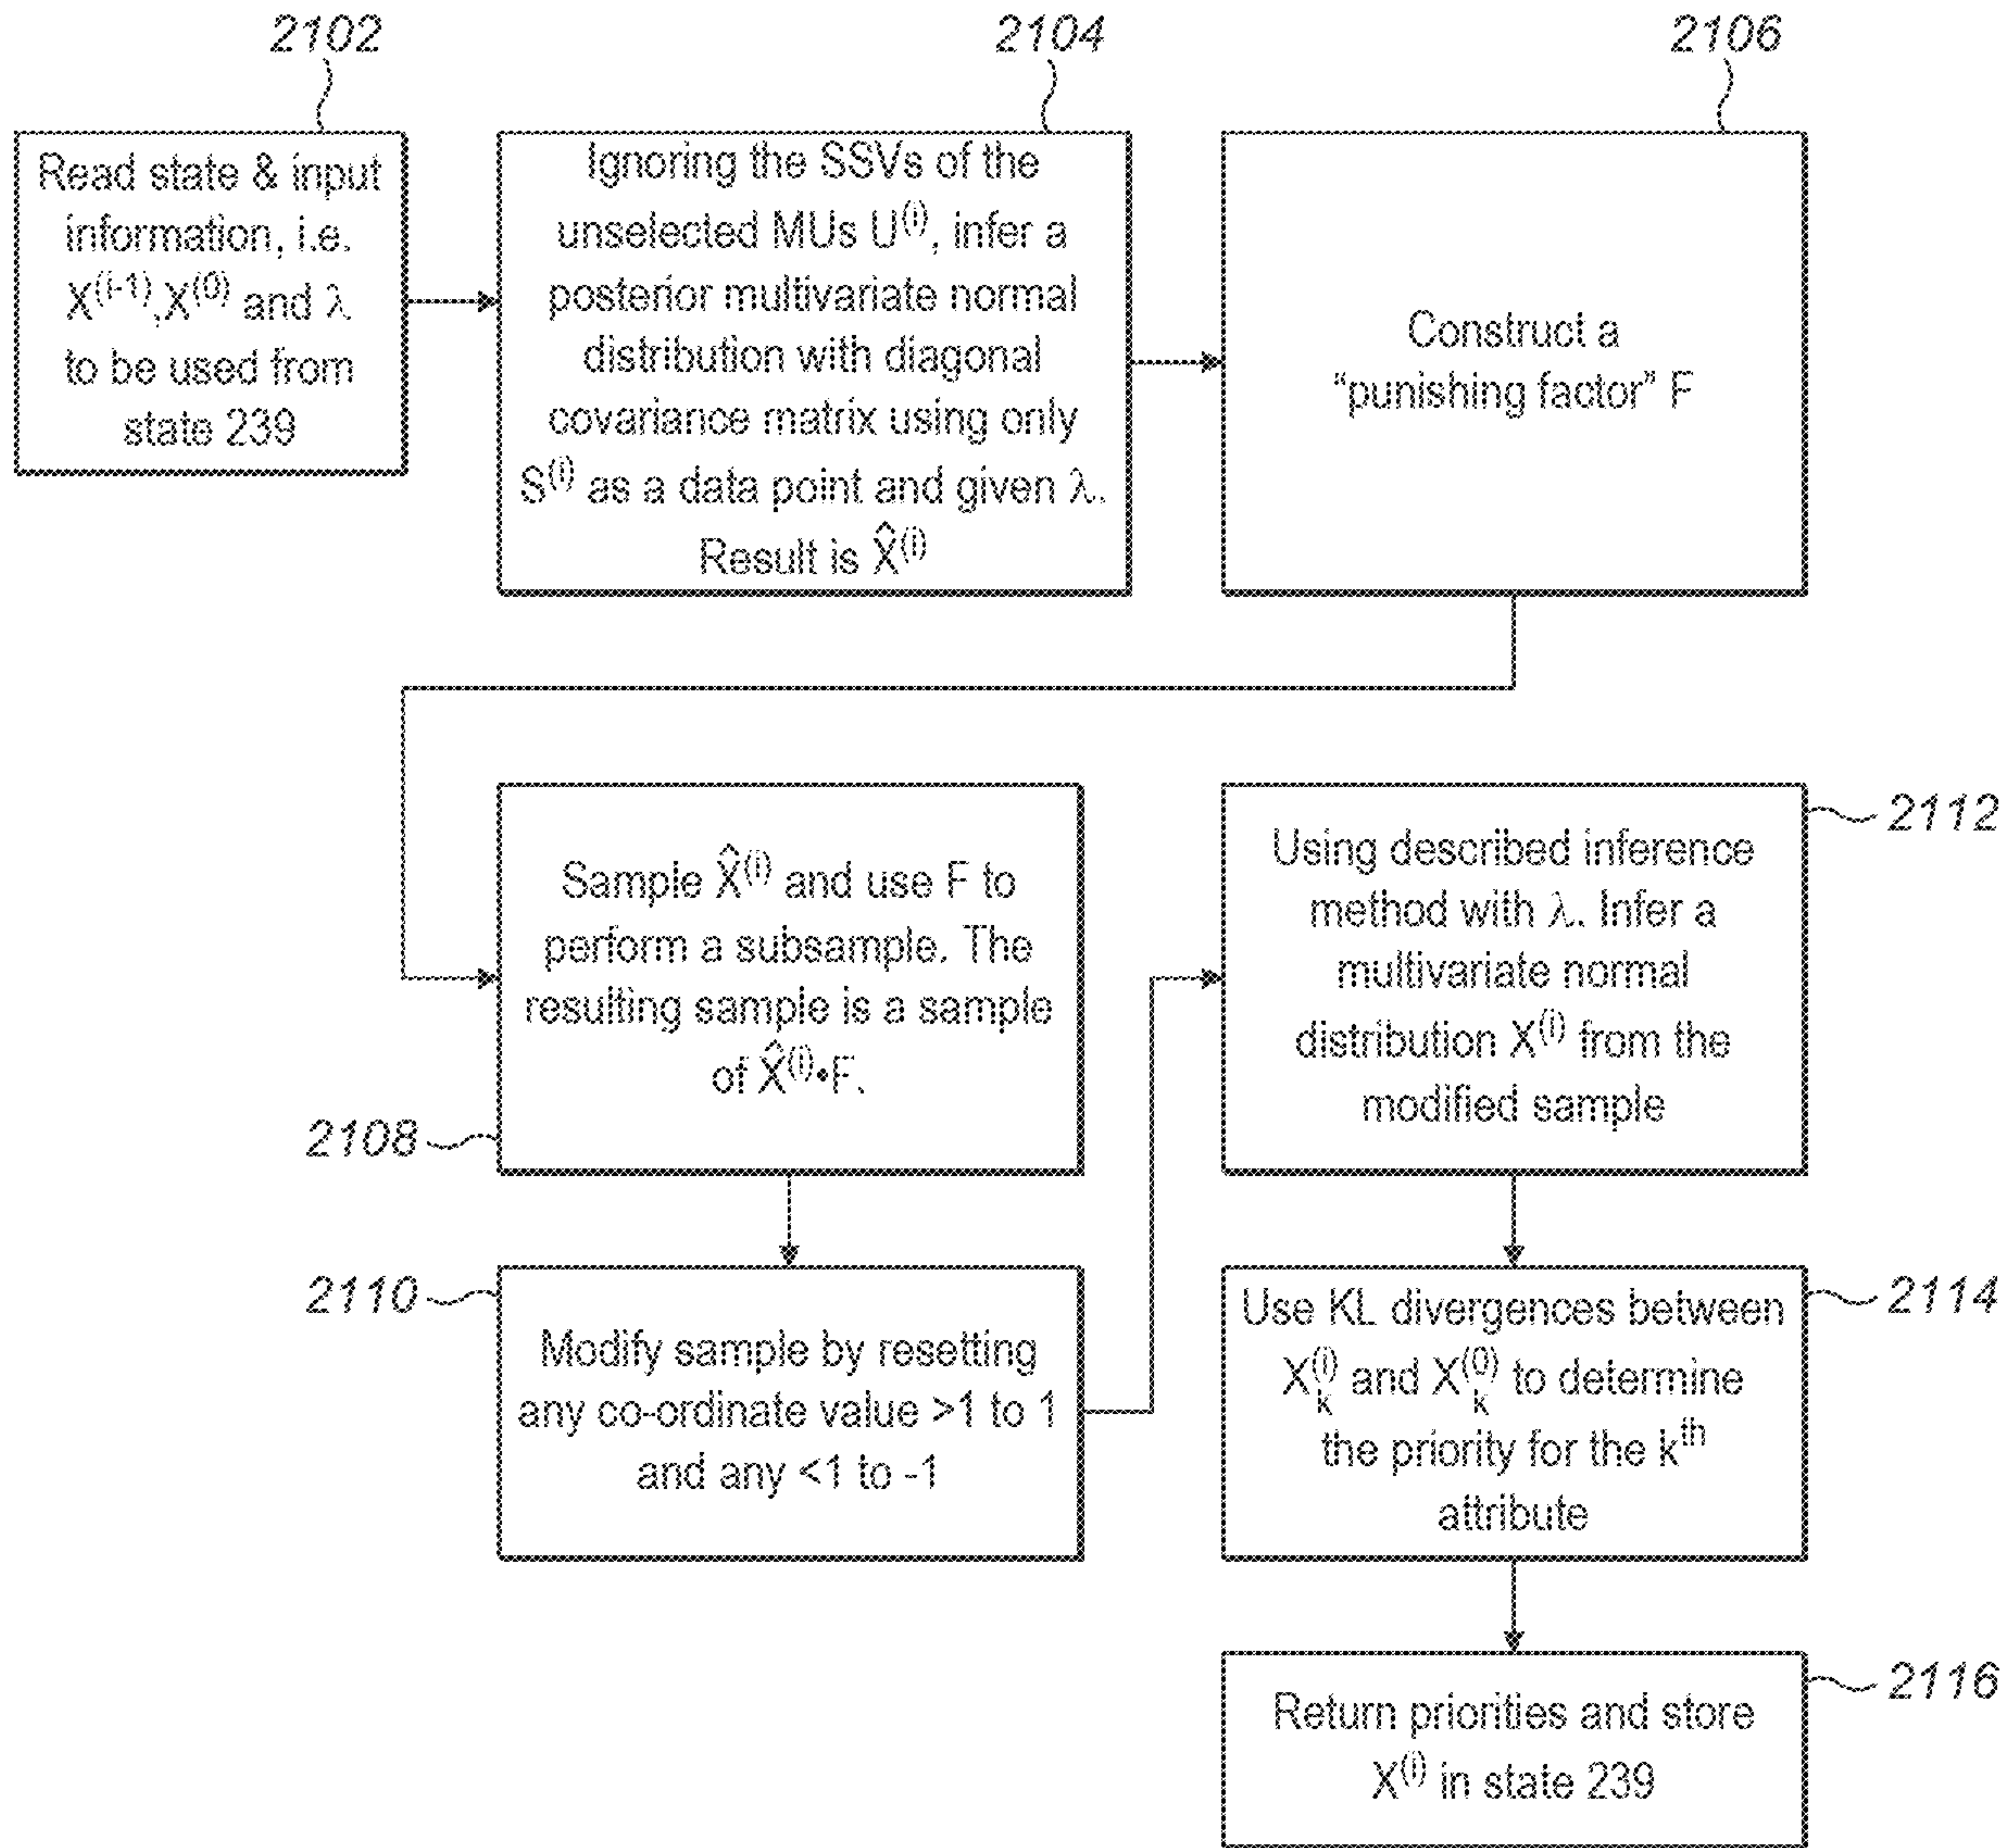 2102
Read state & input
information, i.e.
X^(i-1),X^(0) and λ
to be used from
state 239
2104
Ignoring the SSVs of the
unselected MUs U^(i), infer a
posterior multivariate normal
distribution with diagonal
covariance matrix using only
S^(i) as a data point and given λ.
Result is X̂^(i)
2106
Construct a
“punishing factor” F
Sample X̂^(i) and use F to
perform a subsample. The
resulting sample is a sample
of X̂^(i)•F.
2108
2110
Modify sample by resetting
any co-ordinate value >1 to 1
and any <1 to -1
2112
Using described inference
method with λ. Infer a
multivariate normal
distribution X^(i) from the
modified sample
2114
Use KL divergences between
X_k^(i) and X_k^(0) to determine
the priority for the k^th
attribute
2116
Return priorities and store
X^(i) in state 239